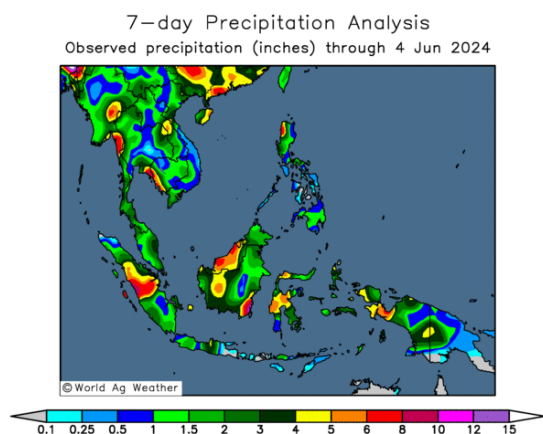 7-day Precipitation Analysis
Observed precipitation (inches) through 4 Jun 2024
© World Ag Weather
0.1 0.25 0.5 1 1.5 2 3 4 5 6 8 10 12 15